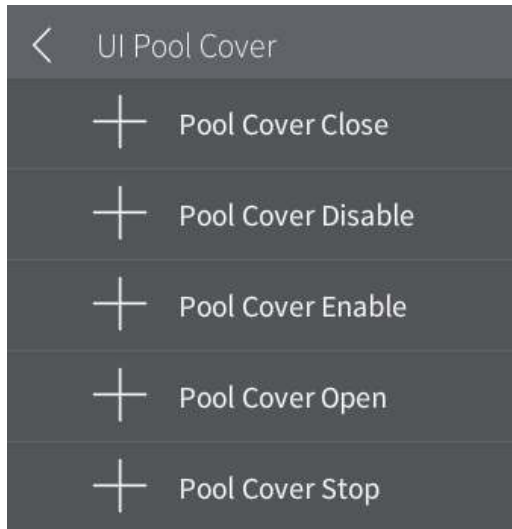 UI Pool Cover
Pool Cover Close
Pool Cover Disable
Pool Cover Enable
Pool Cover Open
Pool Cover Stop